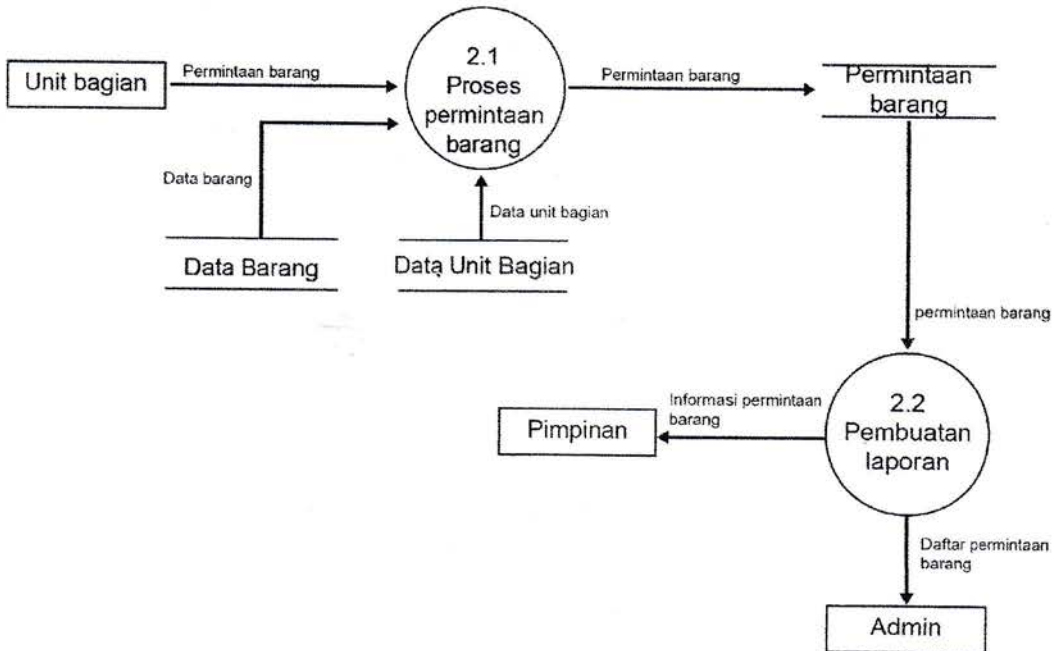 Unit bagian
Permintaan barang
2.1
Proses
permintaan
barang
Permintaan barang
Permintaan
barang
Data barang
Data unit bagian
Data Barang
Data Unit Bagian
permintaan barang
Informasi permintaan
barang
Pimpinan
2.2
Pembuatan
laporan
Daftar permintaan
barang
Admin